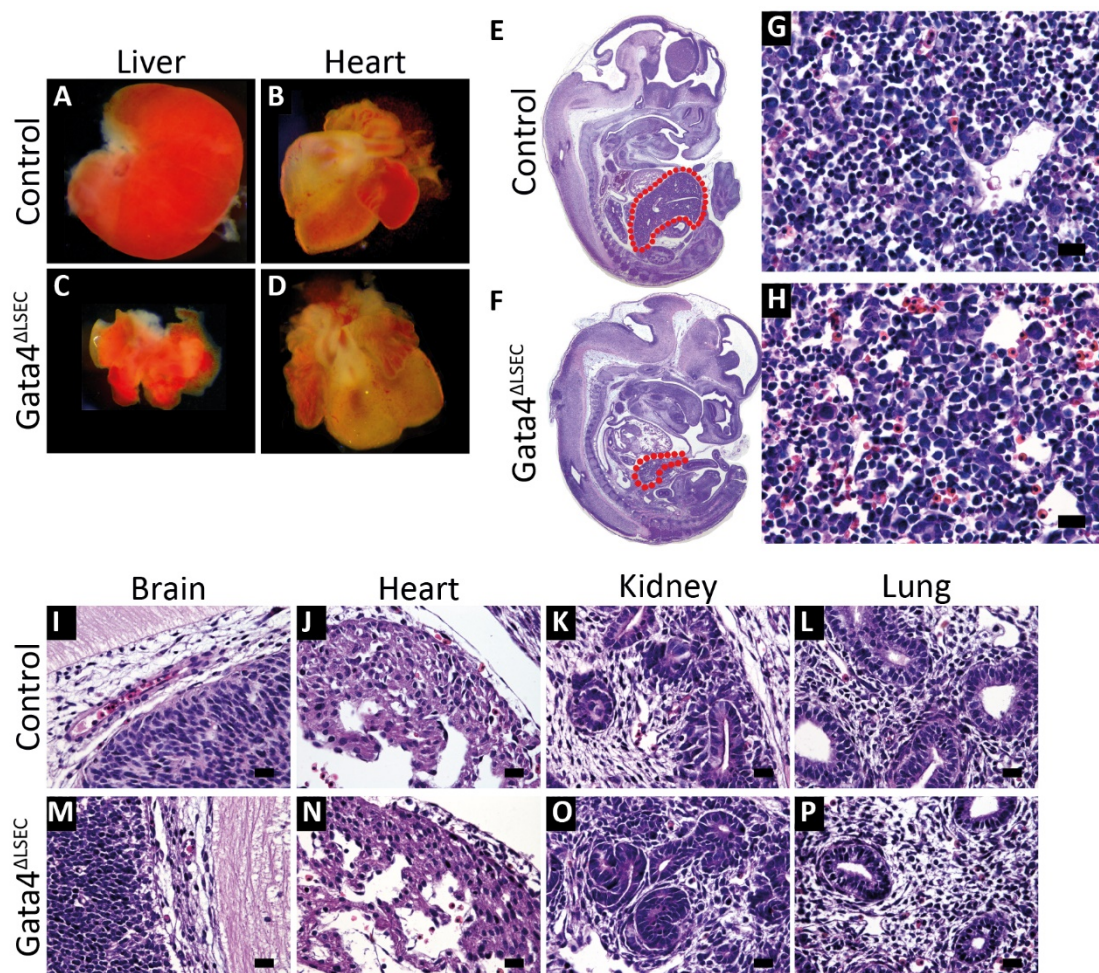 Liver Heart
Control
A
B
Gata4ΔLSEC
C
D
E
Control
F
Gata4ΔLSEC
G
H
Brain Heart Kidney Lung
Control
I
J
K
L
Gata4ΔLSEC
M
N
O
P